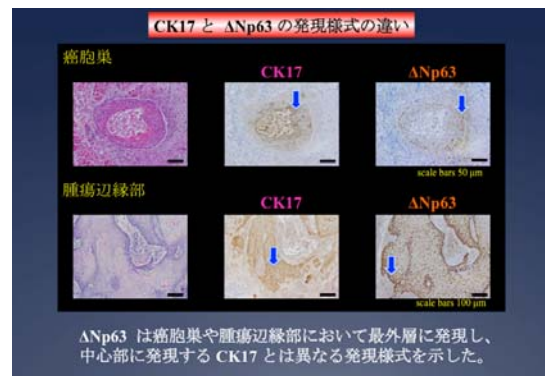 CK17 と ΔNp63 の発現様式の違い
癌胞巣
CK17
ΔNp63
scale bars 50 μm
腫瘍辺縁部
CK17
ΔNp63
scale bars 100 μm
ΔNp63 は癌胞巣や腫瘍辺縁部において最外層に発現し、
中心部に発現する CK17 とは異なる発現様式を示した。